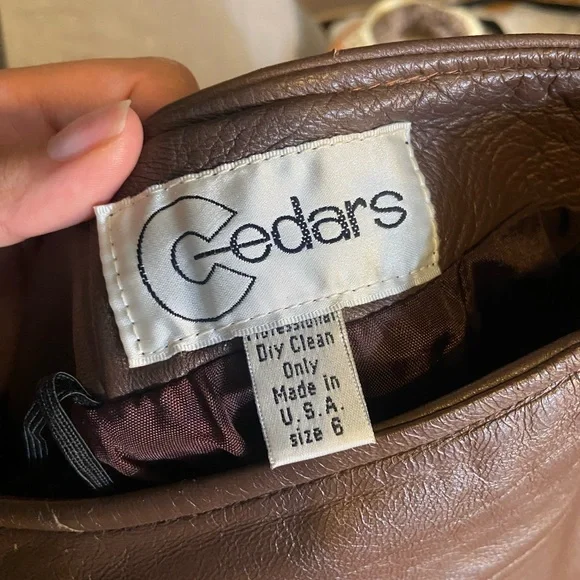 Cedars
Professional
Dry Clean
Only
Made in
U.S.A.
size 6